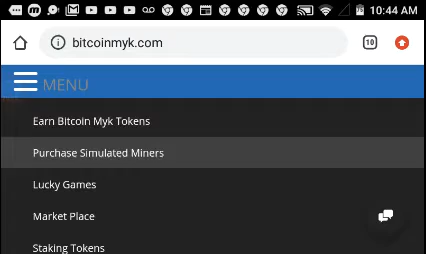 10:44 AM
bitcoinmyk.com
10
MENU
Earn Bitcoin Myk Tokens
Purchase Simulated Miners
Lucky Games
Market Place
Staking Tokens